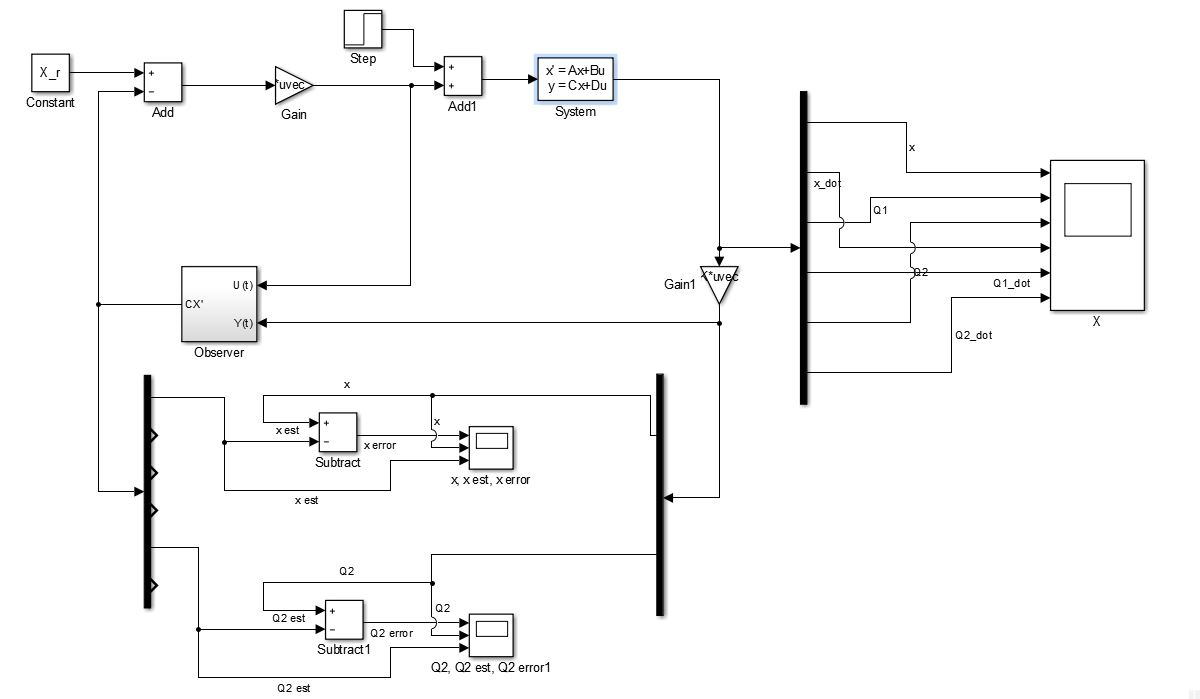 Step
X_r
Constant
+
−
Add
*uvec
Gain
+
+
Add1
x' = Ax+Bu
y = Cx+Du
System
x
x_dot
Q1
Q2
Q1_dot
Q2_dot
X
Gain1
*uvec
U (t)
CX'
Y(t)
Observer
x
+
−
x est
Subtract
x error
x
x, x est, x error
x est
Q2
+
−
Q2 est
Subtract1
Q2 error
Q2
Q2, Q2 est, Q2 error1
Q2 est